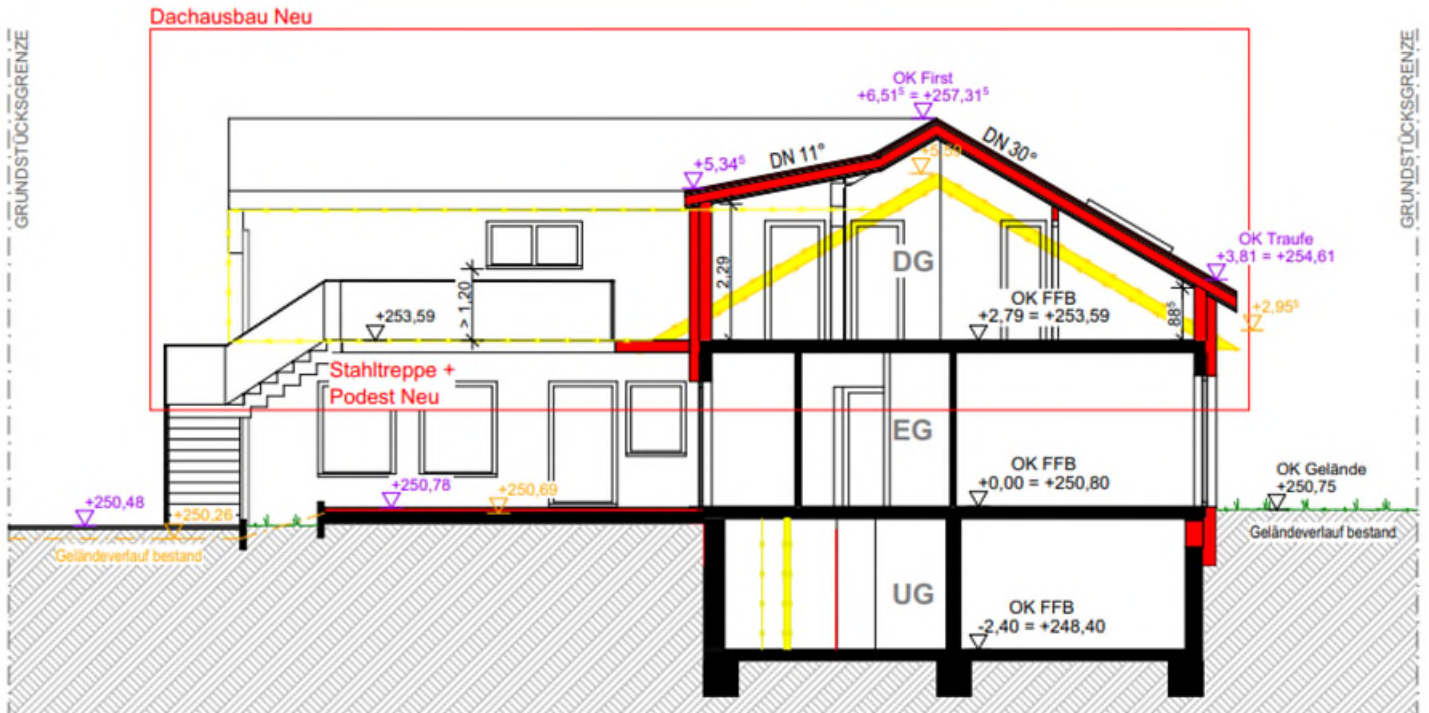 Dachausbau Neu
GRUNDSTÜCKSGRENZE
GRUNDSTÜCKSGRENZE
OK First
+6,51⁵ = +257,31⁵
DN 11°
DN 30°
+5,34⁵
+5,59
OK Traufe
+3,81 = +254,61
DG
2,29
> 1,20
OK FFB
+2,79 = +253,59
88⁵
+2,95⁵
+253,59
Stahltreppe +
Podest Neu
EG
OK FFB
+0,00 = +250,80
OK Gelände
+250,75
+250,48
+250,26
+250,78
+250,69
Geländeverlauf bestand
Geländeverlauf bestand
UG
OK FFB
-2,40 = +248,40